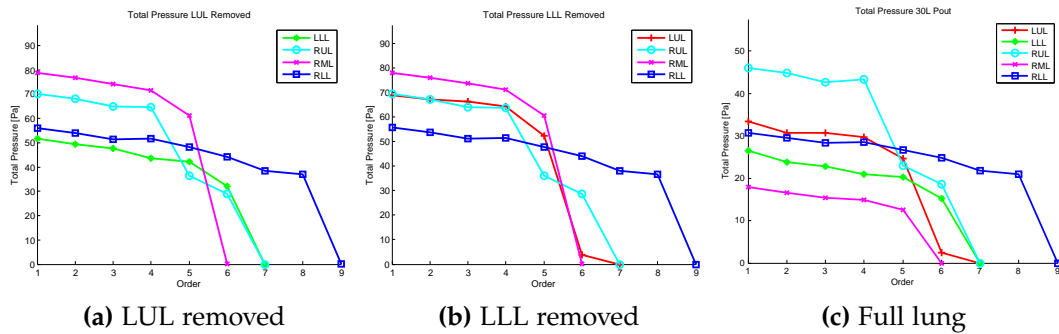 Total Pressure LUL Removed
Total Pressure [Pa]
90
80
70
60
50
40
30
20
10
0
LLL
RUL
RML
RLL
1 2 3 4 5 6 7 8 9
Order
(a) LUL removed
Total Pressure LLL Removed
Total Pressure [Pa]
90
80
70
60
50
40
30
20
10
0
LUL
RUL
RML
RLL
1 2 3 4 5 6 7 8 9
Order
(b) LLL removed
Total Pressure 30L Pout
Total Pressure [Pa]
50
40
30
20
10
0
LUL
LLL
RUL
RML
RLL
1 2 3 4 5 6 7 8 9
Order
(c) Full lung